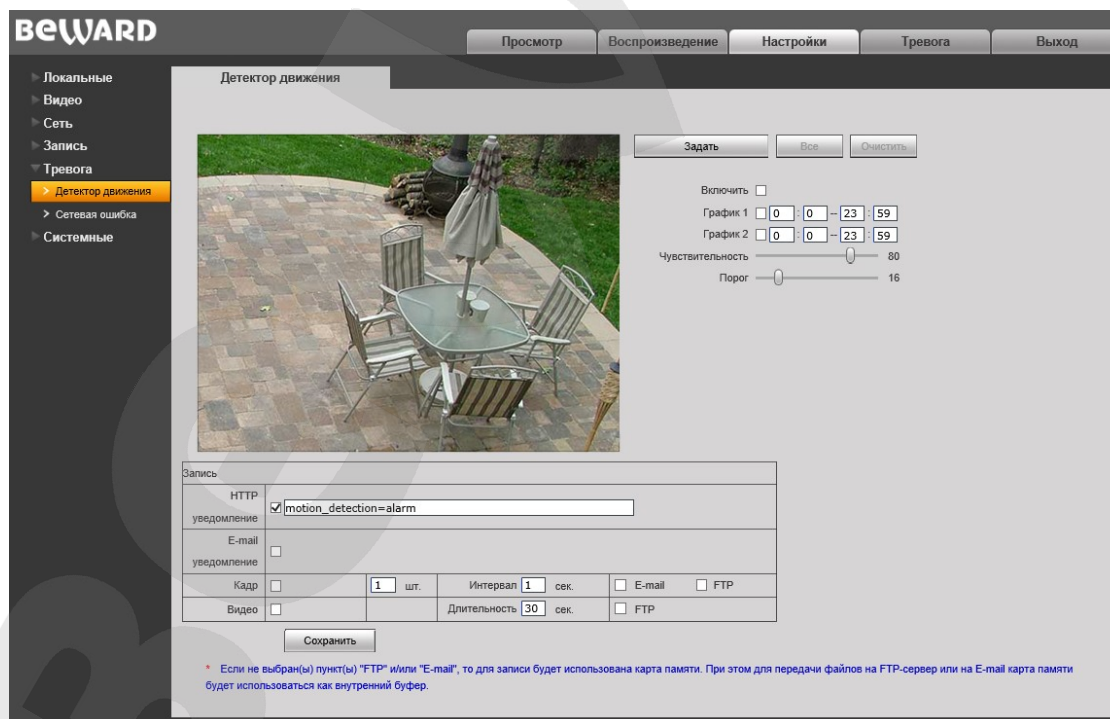 BEWARD
Просмотр Воспроизведение Настройки Тревога Выход
Локальные
Видео
Сеть
Запись
Тревога
> Детектор движения
> Сетевая ошибка
Системные
Детектор движения
Задать Все Очистить
Включить
График 1 0 : 0 -- 23 : 59
График 2 0 : 0 -- 23 : 59
Чувствительность 80
Порог 16
Запись
HTTP уведомление motion_detection=alarm
E-mail уведомление
Кадр 1 шт. Интервал 1 сек. E-mail FTP
Видео Длительность 30 сек. FTP
Сохранить
* Если не выбран(ы) пункт(ы) "FTP" и/или "E-mail", то для записи будет использована карта памяти. При этом для передачи файлов на FTP-сервер или на E-mail карта памяти
будет использоваться как внутренний буфер.